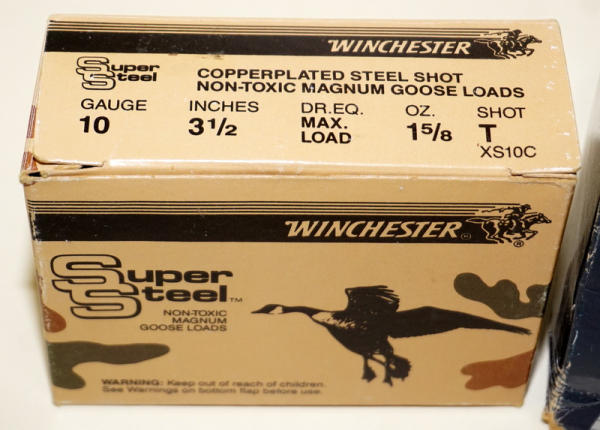 WINCHESTER
Super Steel
COPPERPLATED STEEL SHOT
NON-TOXIC MAGNUM GOOSE LOADS
GAUGE INCHES DR.EQ. OZ. SHOT
10 3 1/2 MAX. LOAD 1 5/8 T
XS10C
WINCHESTER®
Super
Steel™
NON-TOXIC
MAGNUM
GOOSE LOADS
WARNING: Keep out of reach of children.
See Warnings on bottom flap before use.